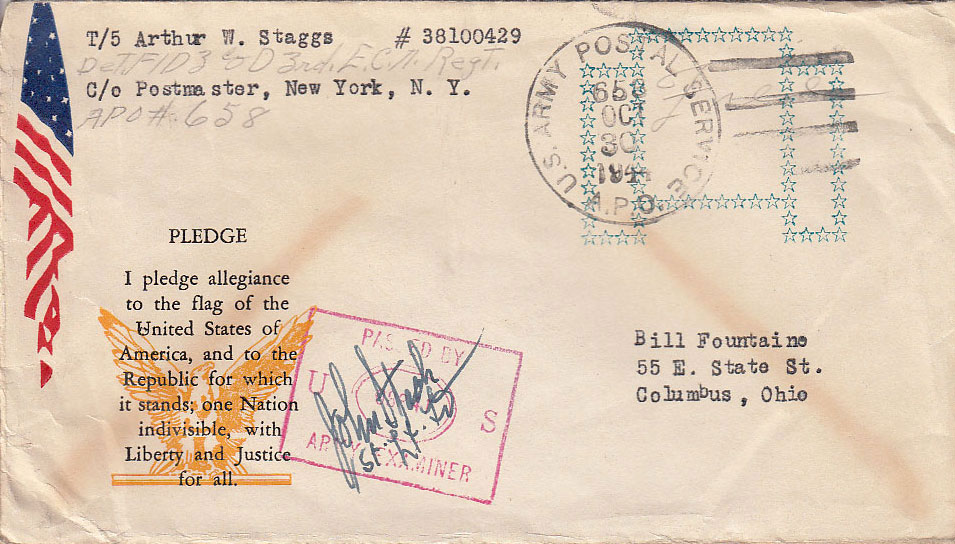 T/5 Arthur W. Staggs # 38100429
3rd.
C/o Postmaster, New York, N. Y.
APO #. 658
U.S. ARMY POSTAL SERVICE
658
OCT
30
A.P.O.
PLEDGE
I pledge allegiance
to the flag of the
United States of
America, and to the
Republic for which
it stands; one Nation
indivisible, with
Liberty and Justice
for all.
PASSED BY
U S
ARMY EXAMINER
John
Bill Fountaine
55 E. State St.
Columbus, Ohio